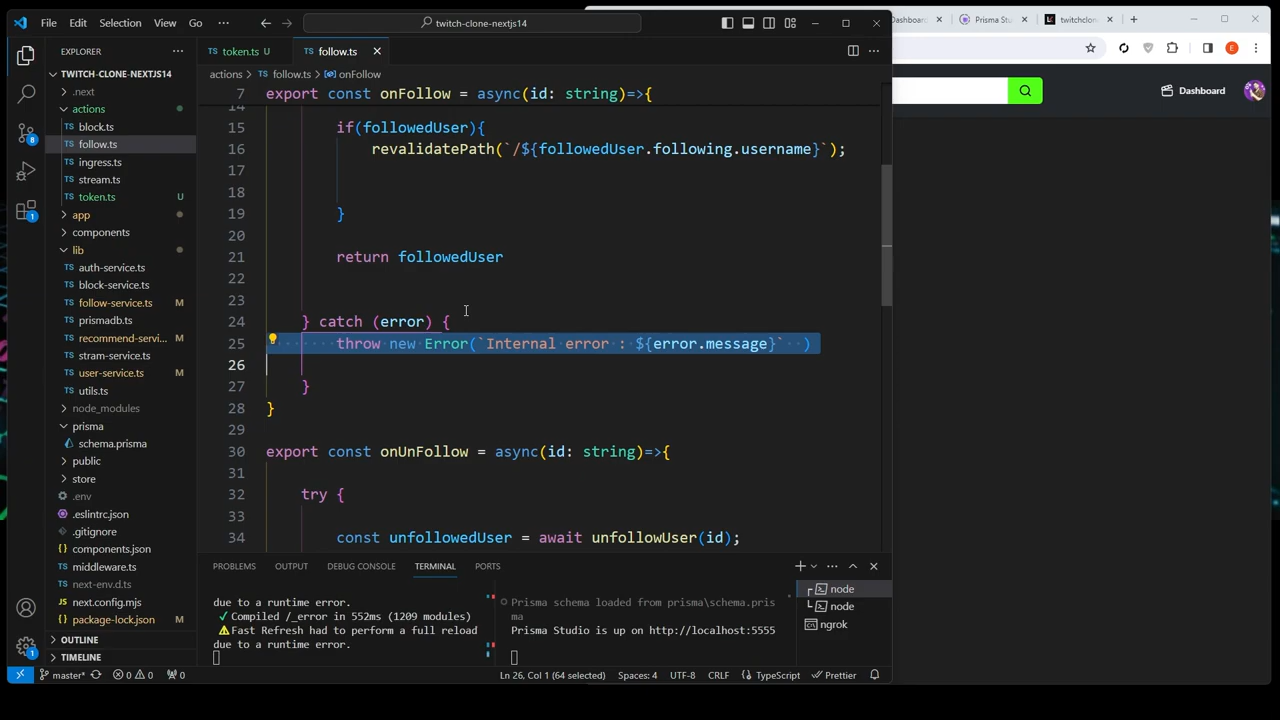 File Edit Selection View Go ··· twitch-clone-nextjs14
Dashboar Prisma Stu twitchclon
EXPLORER ···
TWITCH-CLONE-NEXTJS14
.next
actions
TS block.ts
TS follow.ts
TS ingress.ts
TS stream.ts
TS token.ts U
app
components
lib
TS auth-service.ts
TS block-service.ts
TS follow-service.ts M
TS prismadb.ts
TS recommend-servi... M
TS stram-service.ts
TS user-service.ts M
TS utils.ts
node_modules
prisma
schema.prisma
public
store
.env
.eslintrc.json
.gitignore
components.json
TS middleware.ts
TS next-env.d.ts
next.config.mjs
package-lock.json
OUTLINE
TIMELINE
TS token.ts U TS follow.ts ···
actions > TS follow.ts > onFollow
7 export const onFollow = async(id: string)=>{
14
15 if(followedUser){
16 revalidatePath(`/${followedUser.following.username}`);
17
18
19 }
20
21 return followedUser
22
23
24 } catch (error) {
25 throw new Error(`Internal error : ${error.message}` )
26
27 }
28 }
29
30 export const onUnFollow = async(id: string)=>{
31
32 try {
33
34 const unfollowedUser = await unfollowUser(id);
PROBLEMS OUTPUT DEBUG CONSOLE TERMINAL PORTS
due to a runtime error.
✓ Compiled /_error in 552ms (1209 modules)
⚠ Fast Refresh had to perform a full reload
due to a runtime error.
Prisma schema loaded from prisma\schema.pris
ma
Prisma Studio is up on http://localhost:5555
node
node
ngrok
8
1
1
master* 0 0 0 Ln 26, Col 1 (64 selected) Spaces: 4 UTF-8 CRLF {} TypeScript Prettier
E
Dashboard